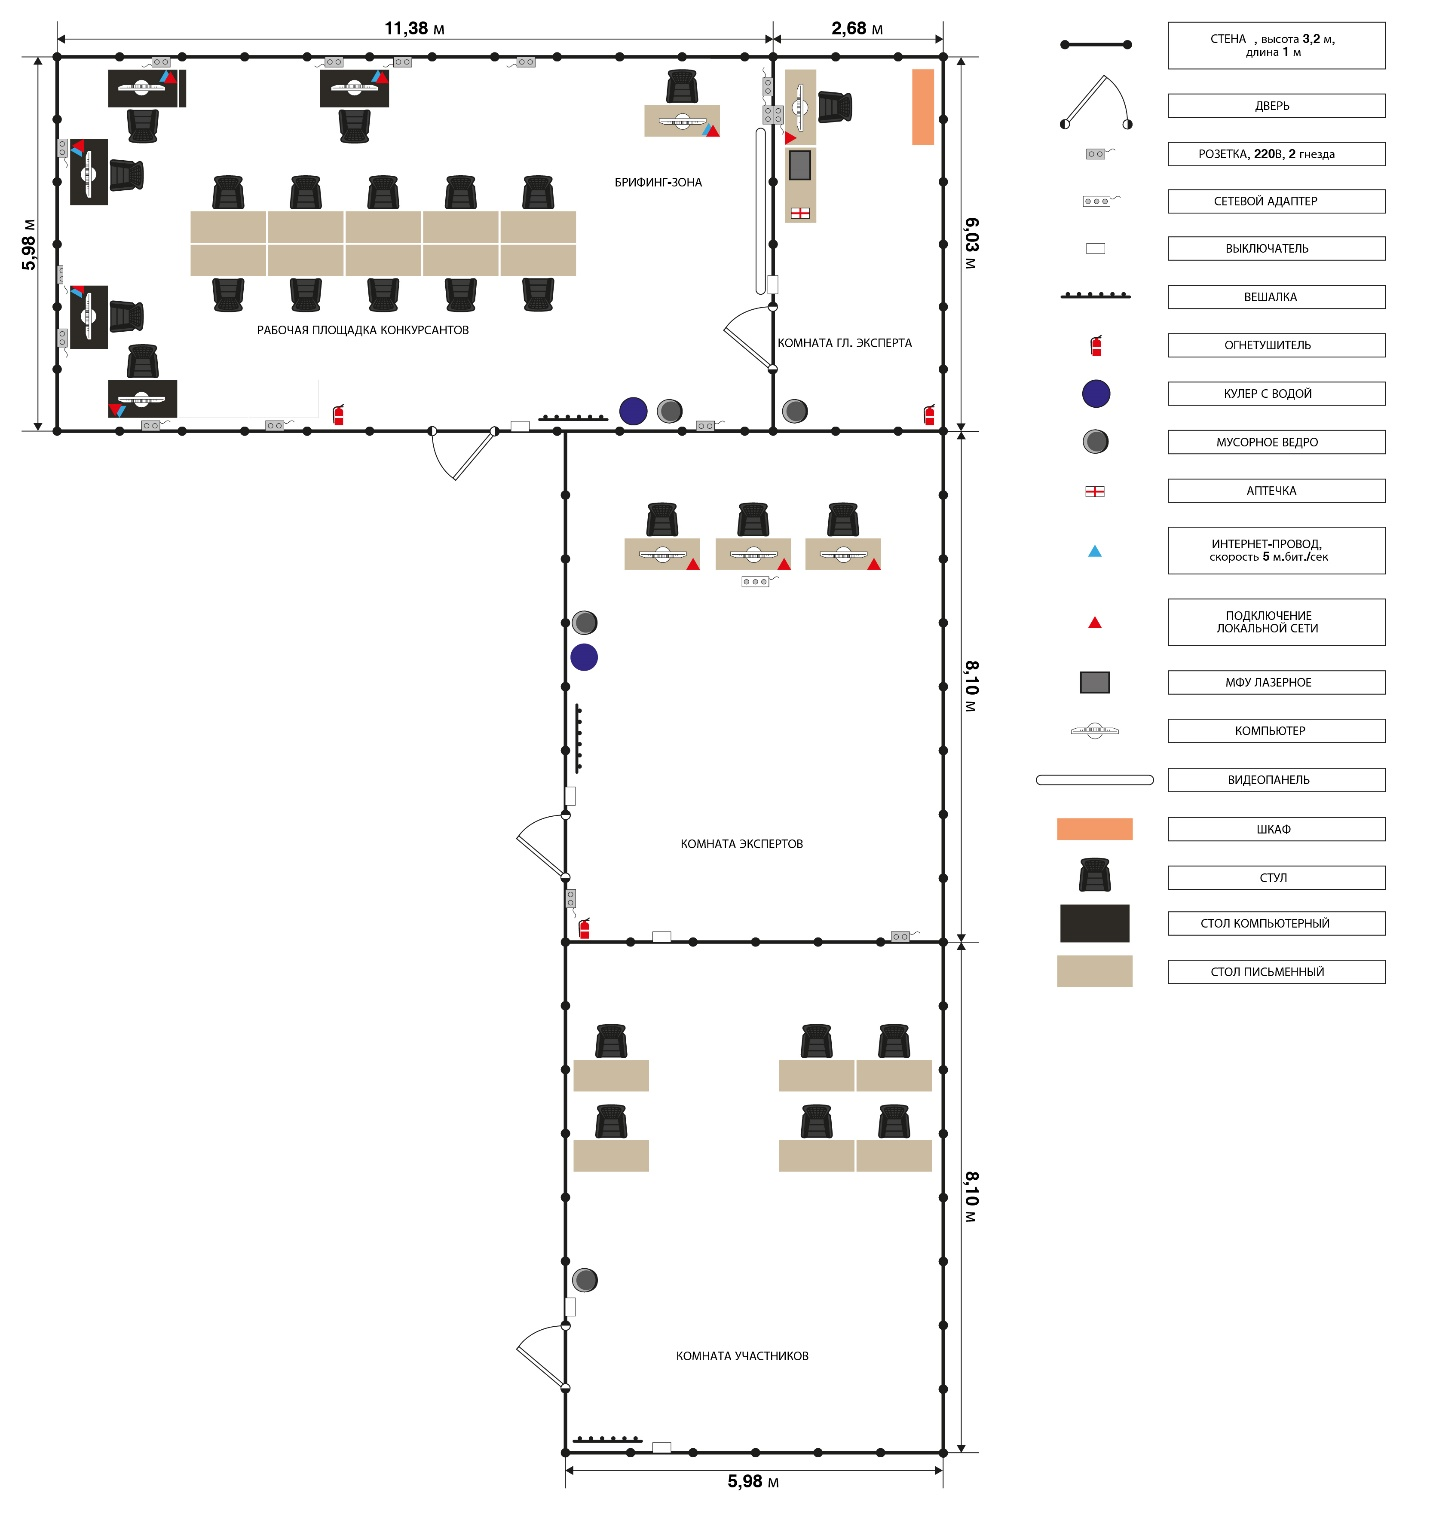 11,38 м
2,68 м
5,98 м
6,03 м
БРИФИНГ-ЗОНА
РАБОЧАЯ ПЛОЩАДКА КОНКУРСАНТОВ
КОМНАТА ГЛ. ЭКСПЕРТА
8,10 м
КОМНАТА ЭКСПЕРТОВ
8,10 м
КОМНАТА УЧАСТНИКОВ
5,98 м
СТЕНА , высота 3,2 м,
длина 1 м
ДВЕРЬ
РОЗЕТКА, 220В, 2 гнезда
СЕТЕВОЙ АДАПТЕР
ВЫКЛЮЧАТЕЛЬ
ВЕШАЛКА
ОГНЕТУШИТЕЛЬ
КУЛЕР С ВОДОЙ
МУСОРНОЕ ВЕДРО
АПТЕЧКА
ИНТЕРНЕТ-ПРОВОД,
скорость 5 м.бит./сек
ПОДКЛЮЧЕНИЕ
ЛОКАЛЬНОЙ СЕТИ
МФУ ЛАЗЕРНОЕ
КОМПЬЮТЕР
ВИДЕОПАНЕЛЬ
ШКАФ
СТУЛ
СТОЛ КОМПЬЮТЕРНЫЙ
СТОЛ ПИСЬМЕННЫЙ